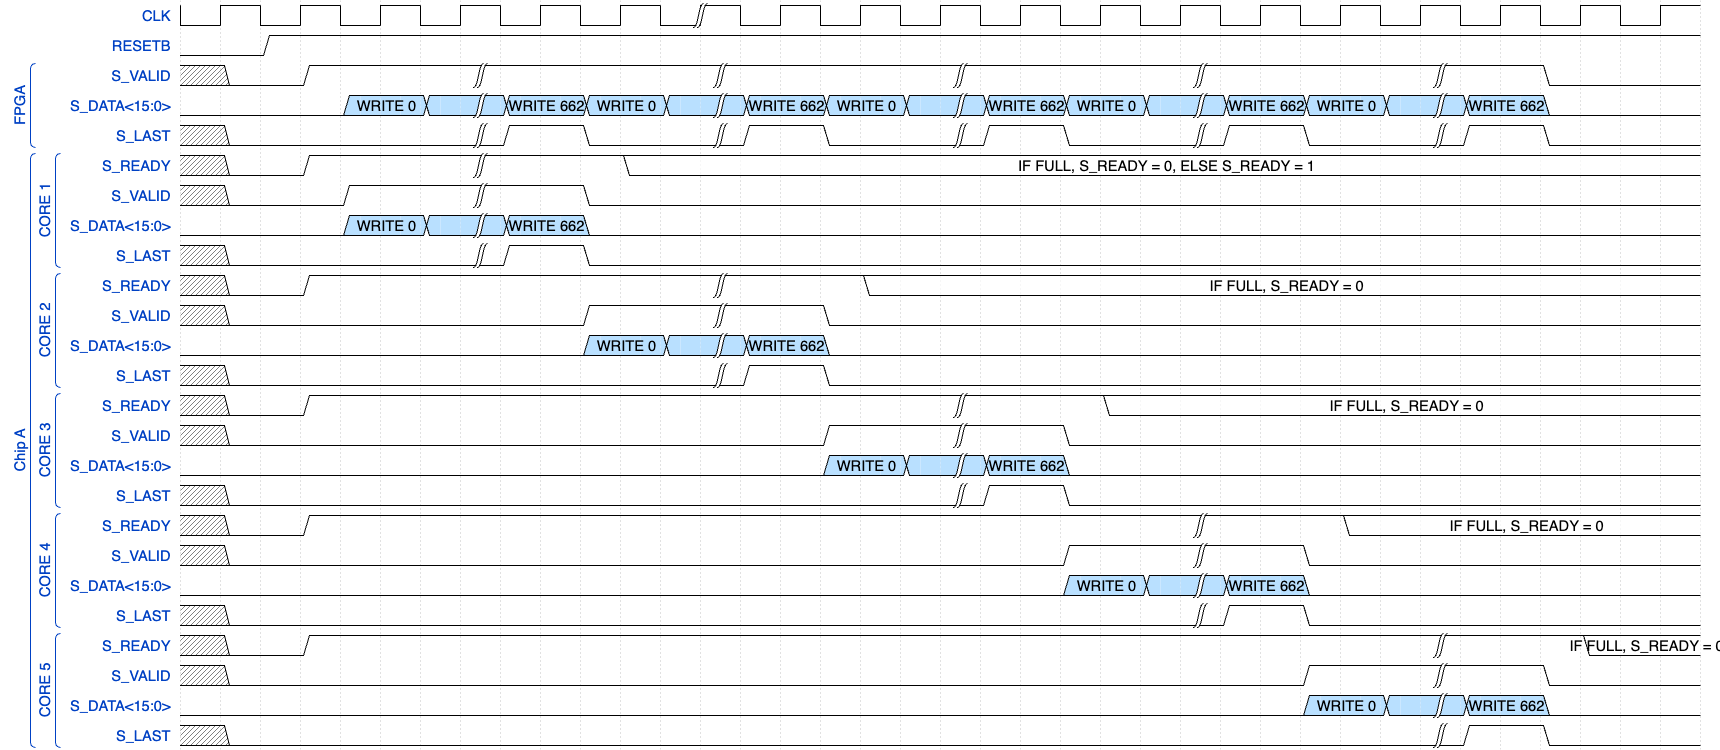 CLK
RESETB
FPGA
S_VALID
S_DATA<15:0> WRITE 0 WRITE 662 WRITE 0 WRITE 662 WRITE 0 WRITE 662 WRITE 0 WRITE 662 WRITE 0 WRITE 662
S_LAST
Chip A
CORE 1
S_READY IF FULL, S_READY = 0, ELSE S_READY = 1
S_VALID
S_DATA<15:0> WRITE 0 WRITE 662
S_LAST
CORE 2
S_READY IF FULL, S_READY = 0
S_VALID
S_DATA<15:0> WRITE 0 WRITE 662
S_LAST
CORE 3
S_READY IF FULL, S_READY = 0
S_VALID
S_DATA<15:0> WRITE 0 WRITE 662
S_LAST
CORE 4
S_READY IF FULL, S_READY = 0
S_VALID
S_DATA<15:0> WRITE 0 WRITE 662
S_LAST
CORE 5
S_READY IF FULL, S_READY = 0
S_VALID
S_DATA<15:0> WRITE 0 WRITE 662
S_LAST